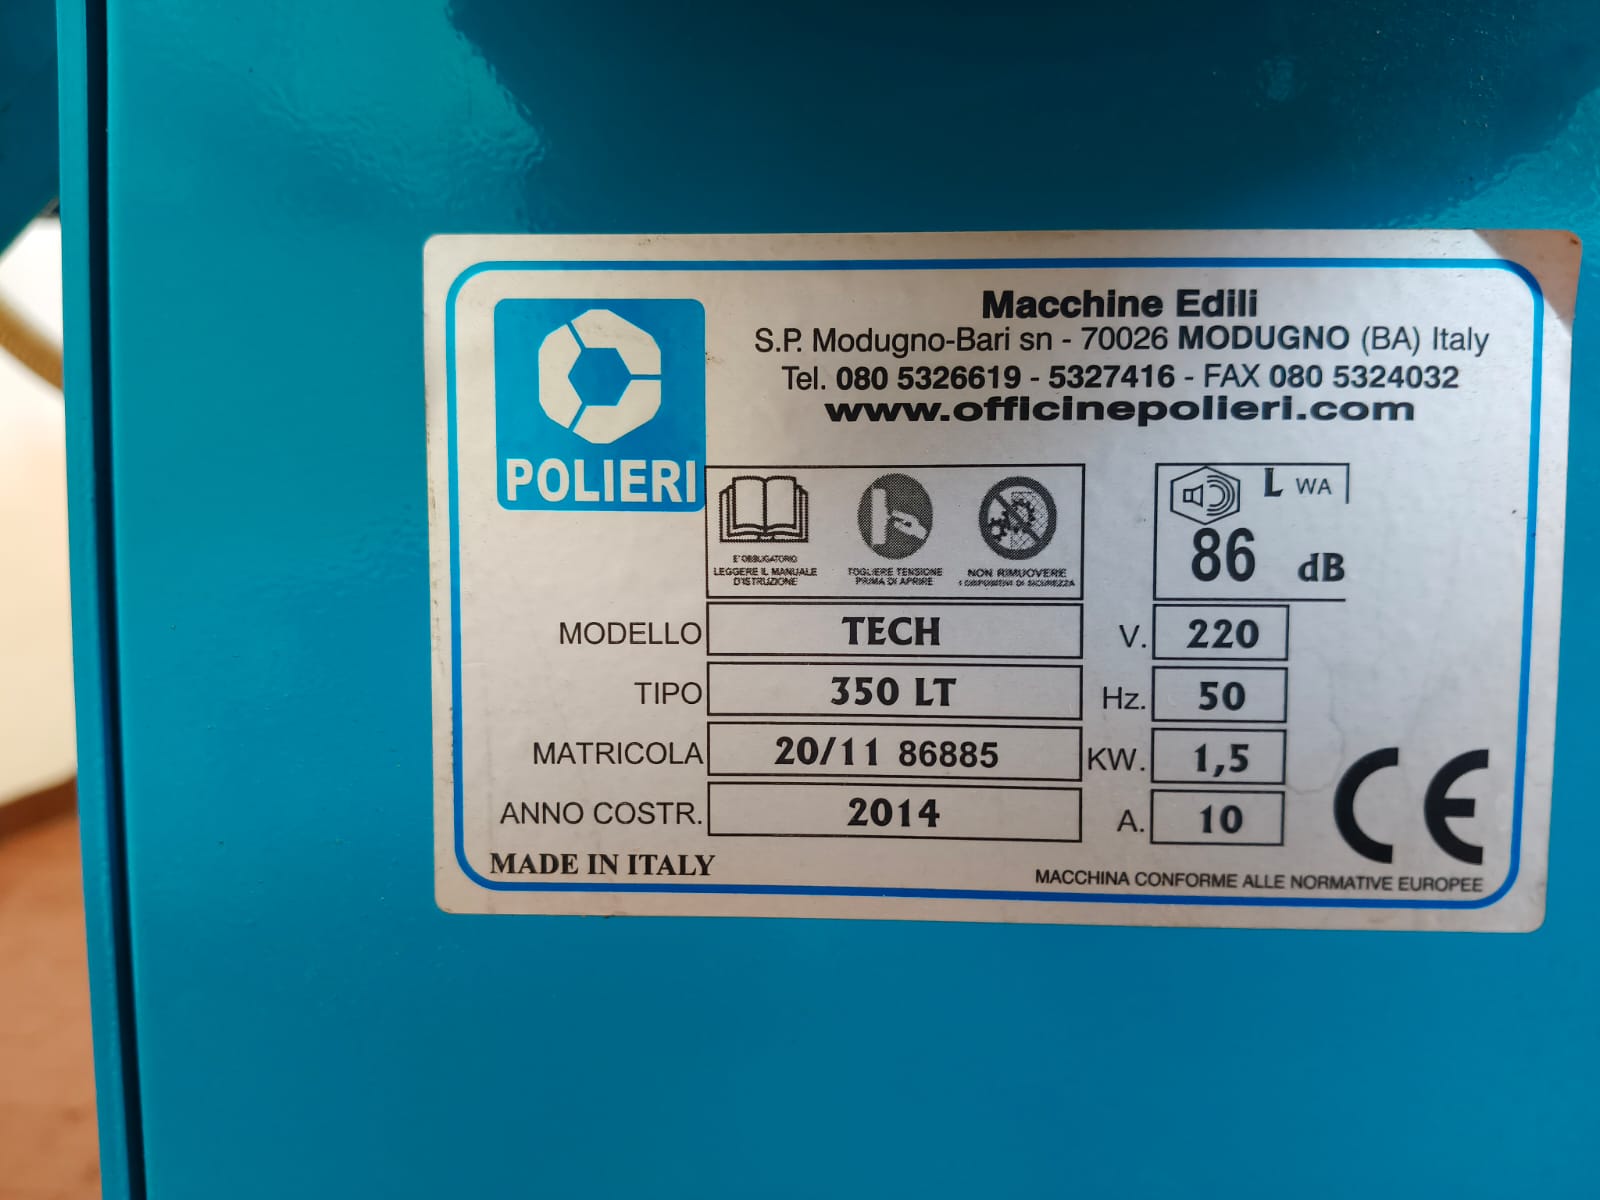 Macchine Edili
S.P. Modugno-Bari sn - 70026 MODUGNO (BA) Italy
Tel. 080 5326619 - 5327416 - FAX 080 5324032
www.officinepolieri.com
POLIERI
E' OBBLIGATORIO
LEGGERE IL MANUALE
D'ISTRUZIONE
TOGLIERE TENSIONE
PRIMA DI APRIRE
NON RIMUOVERE
I DISPOSITIVI DI SICUREZZA
L WA
86 dB
MODELLO TECH V. 220
TIPO 350 LT Hz. 50
MATRICOLA 20/11 86885 KW. 1,5
ANNO COSTR. 2014 A. 10
CE
MADE IN ITALY
MACCHINA CONFORME ALLE NORMATIVE EUROPEE